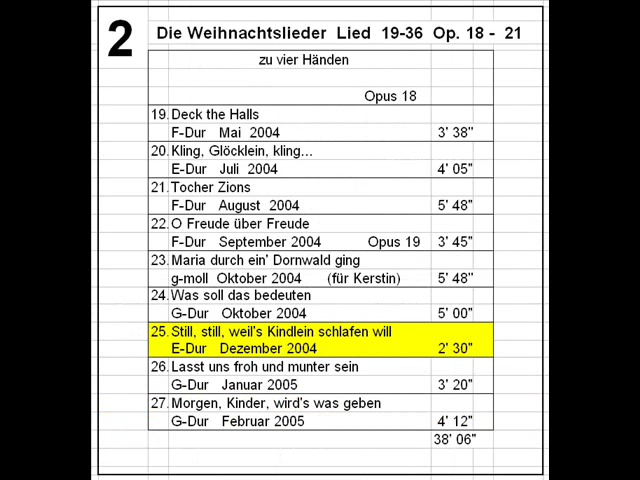 2 Die Weihnachtslieder Lied 19-36 Op. 18 - 21
zu vier Händen
Opus 18
19. Deck the Halls
F-Dur Mai 2004 3' 38"
20. Kling, Glöcklein, kling...
E-Dur Juli 2004 4' 05"
21. Tocher Zions
F-Dur August 2004 5' 48"
22. O Freude über Freude
F-Dur September 2004 Opus 19 3' 45"
23. Maria durch ein' Dornwald ging
g-moll Oktober 2004 (für Kerstin) 5' 48"
24. Was soll das bedeuten
G-Dur Oktober 2004 5' 00"
25. Still, still, weil's Kindlein schlafen will
E-Dur Dezember 2004 2' 30"
26. Lasst uns froh und munter sein
G-Dur Januar 2005 3' 20"
27. Morgen, Kinder, wird's was geben
G-Dur Februar 2005 4' 12"
38' 06"